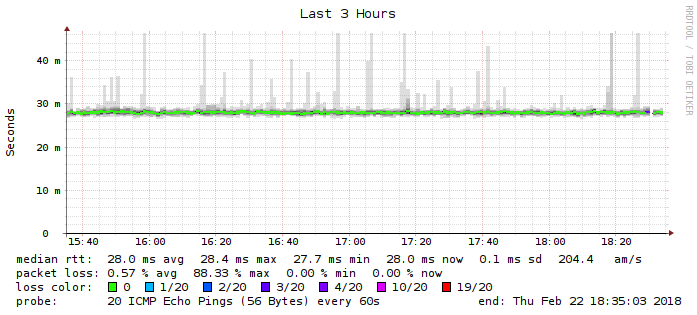 Last 3 Hours
RRDTOOL / TOBI OETIKER
Seconds
40 m
30 m
20 m
10 m
0
15:40 16:00 16:20 16:40 17:00 17:20 17:40 18:00 18:20
median rtt: 28.0 ms avg 28.4 ms max 27.7 ms min 28.0 ms now 0.1 ms sd 204.4 am/s
packet loss: 0.57 % avg 88.33 % max 0.00 % min 0.00 % now
loss color: 0 1/20 2/20 3/20 4/20 10/20 19/20
probe: 20 ICMP Echo Pings (56 Bytes) every 60s end: Thu Feb 22 18:35:03 2018